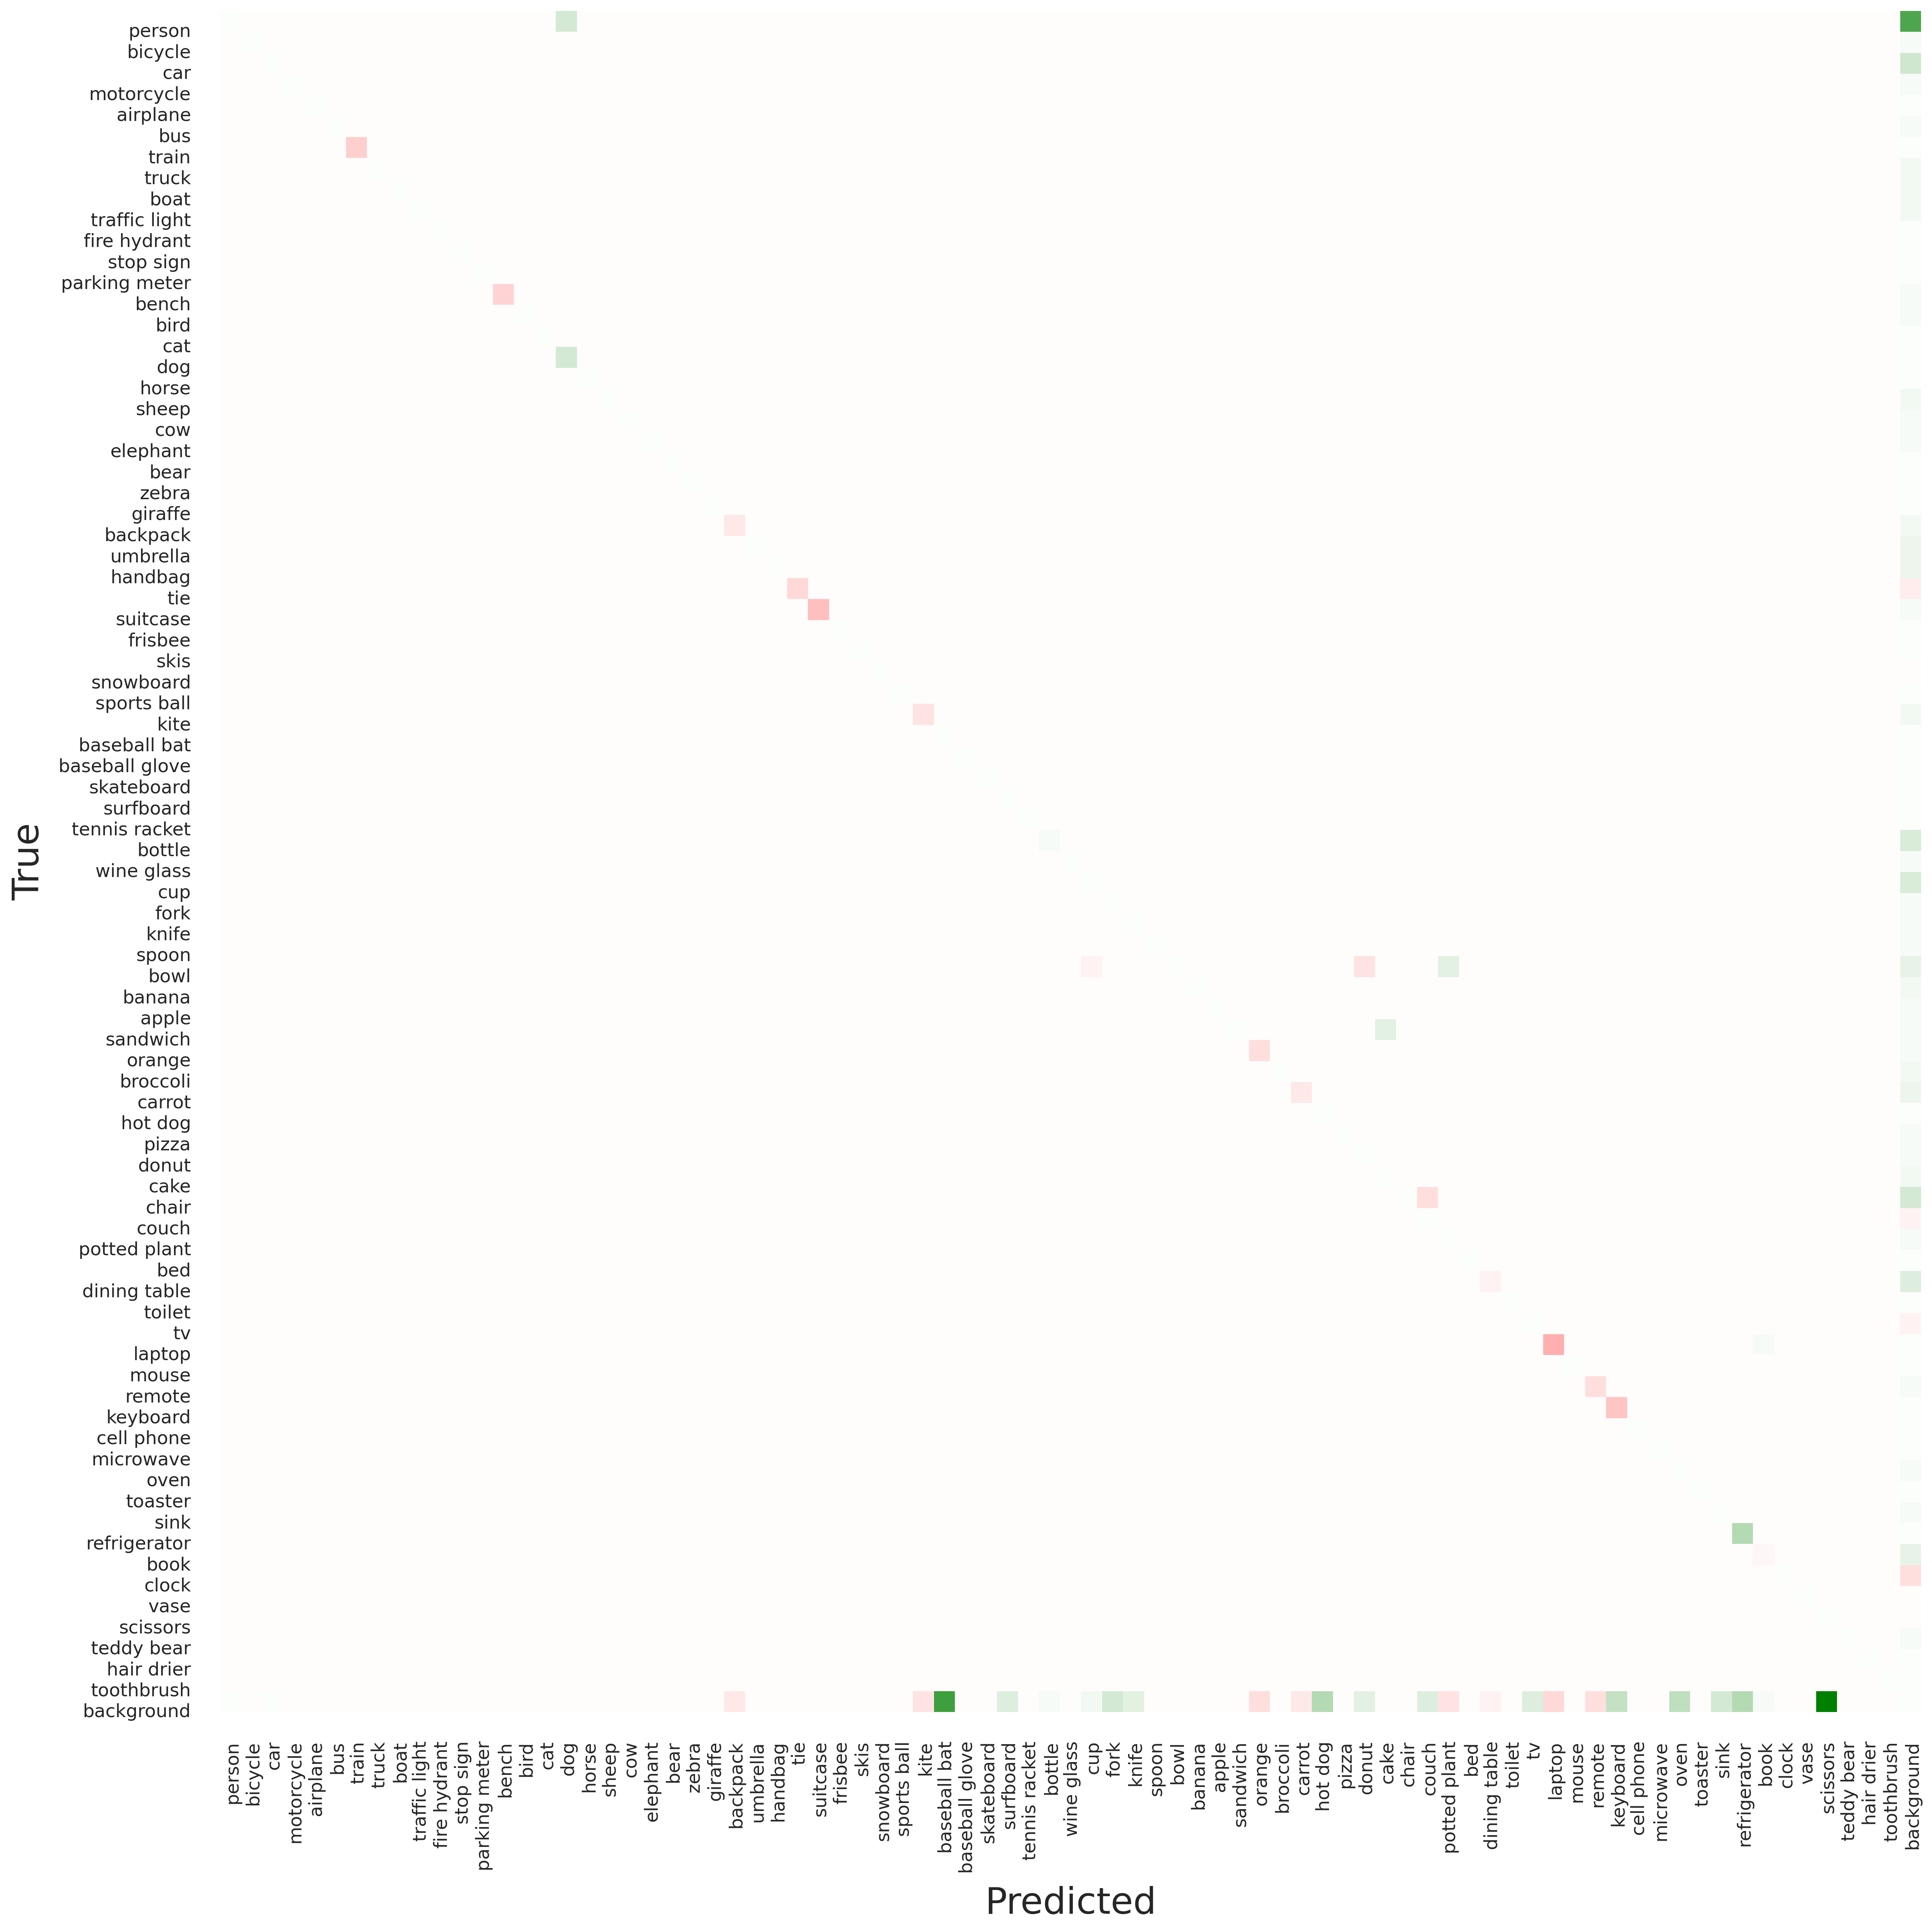 person
bicycle
car
motorcycle
airplane
bus
train
truck
boat
traffic light
fire hydrant
stop sign
parking meter
bench
bird
cat
dog
horse
sheep
cow
elephant
bear
zebra
giraffe
backpack
umbrella
handbag
tie
suitcase
frisbee
skis
snowboard
sports ball
kite
baseball bat
baseball glove
skateboard
surfboard
tennis racket
bottle
wine glass
cup
fork
knife
spoon
bowl
banana
apple
sandwich
orange
broccoli
carrot
hot dog
pizza
donut
cake
chair
couch
potted plant
bed
dining table
toilet
tv
laptop
mouse
remote
keyboard
cell phone
microwave
oven
toaster
sink
refrigerator
book
clock
vase
scissors
teddy bear
hair drier
toothbrush
background
True
person
bicycle
car
motorcycle
airplane
bus
train
truck
boat
traffic light
fire hydrant
stop sign
parking meter
bench
bird
cat
dog
horse
sheep
cow
elephant
bear
zebra
giraffe
backpack
umbrella
handbag
tie
suitcase
frisbee
skis
snowboard
sports ball
kite
baseball bat
baseball glove
skateboard
surfboard
tennis racket
bottle
wine glass
cup
fork
knife
spoon
bowl
banana
apple
sandwich
orange
broccoli
carrot
hot dog
pizza
donut
cake
chair
couch
potted plant
bed
dining table
toilet
tv
laptop
mouse
remote
keyboard
cell phone
microwave
oven
toaster
sink
refrigerator
book
clock
vase
scissors
teddy bear
hair drier
toothbrush
background
Predicted